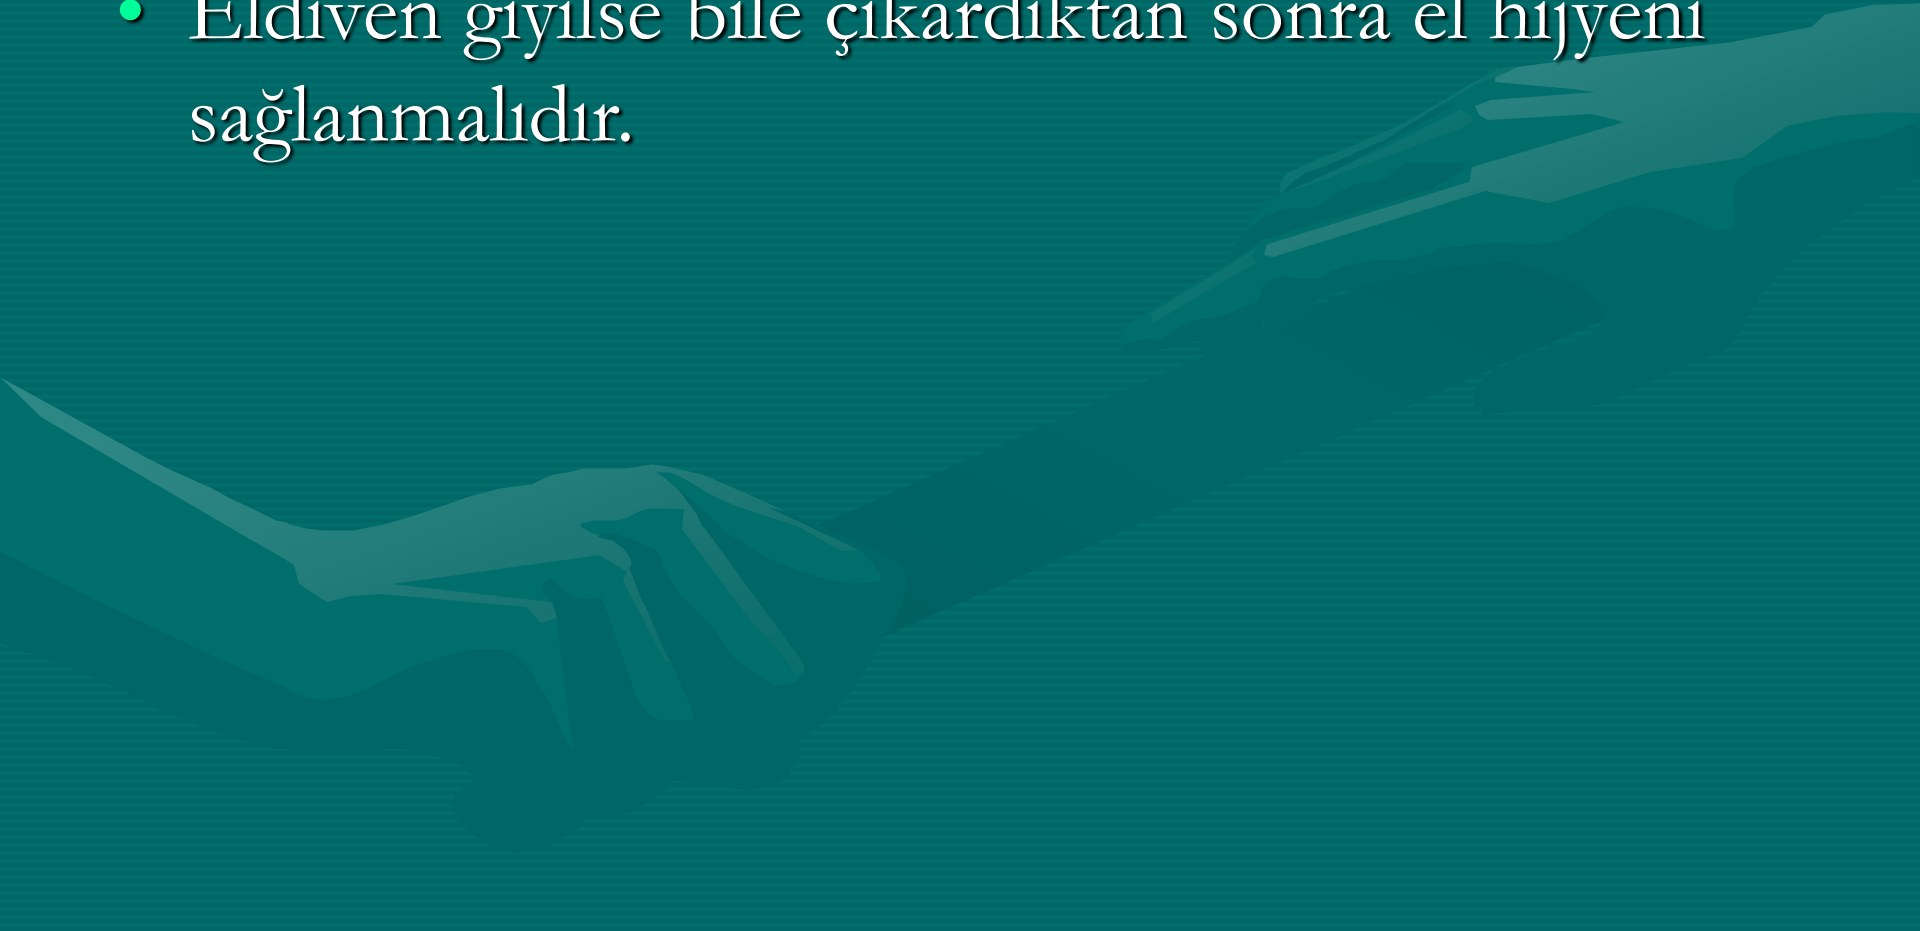 • Eldiven giyilse bile çıkardıktan sonra el hijyeni
sağlanmalıdır.